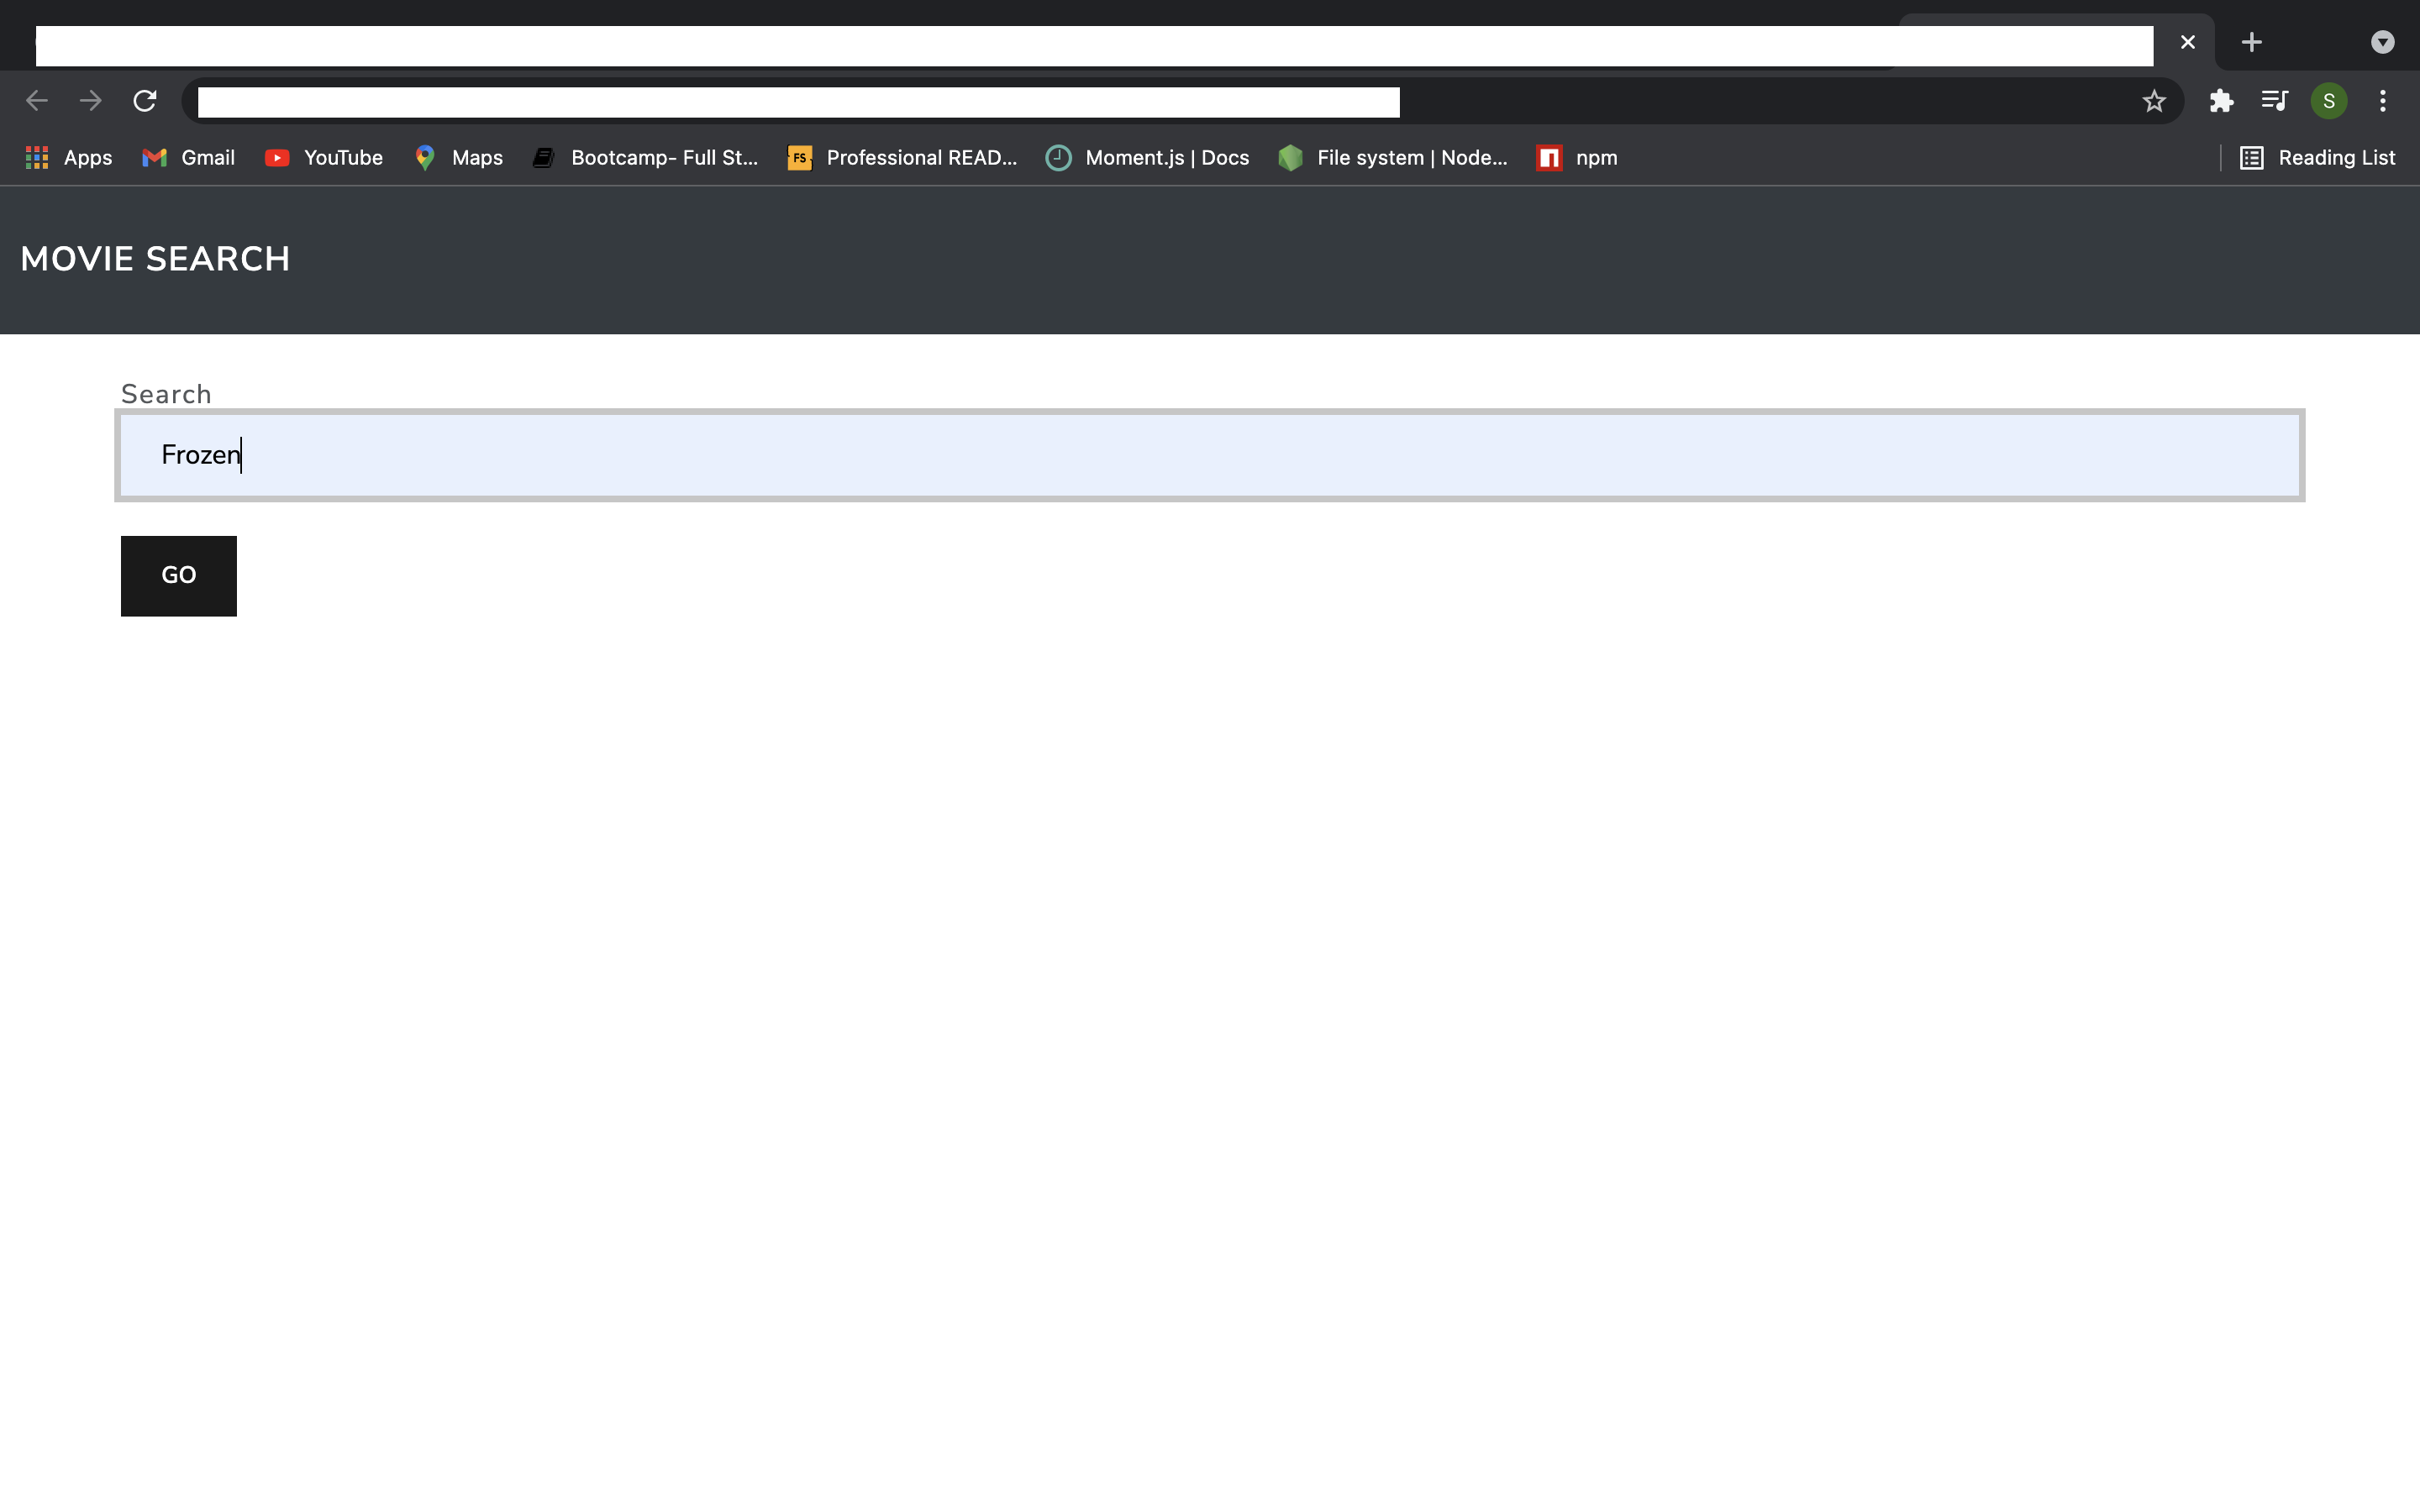 S
Apps Gmail YouTube Maps Bootcamp- Full St... FS Professional READ... Moment.js | Docs File system | Node... npm Reading List
MOVIE SEARCH
Search
Frozen
GO